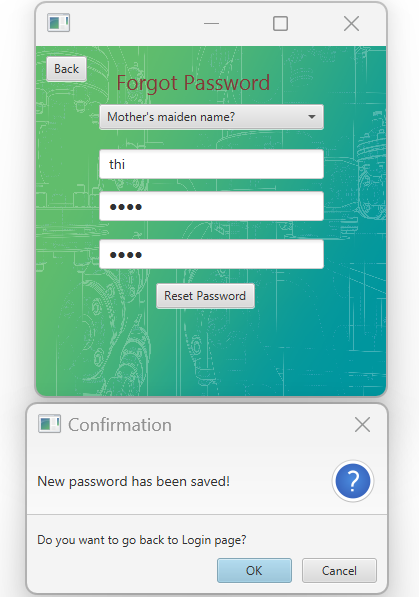 Back
Forgot Password
Mother's maiden name?
thi
Reset Password
Confirmation
New password has been saved!
?
Do you want to go back to Login page?
OK Cancel